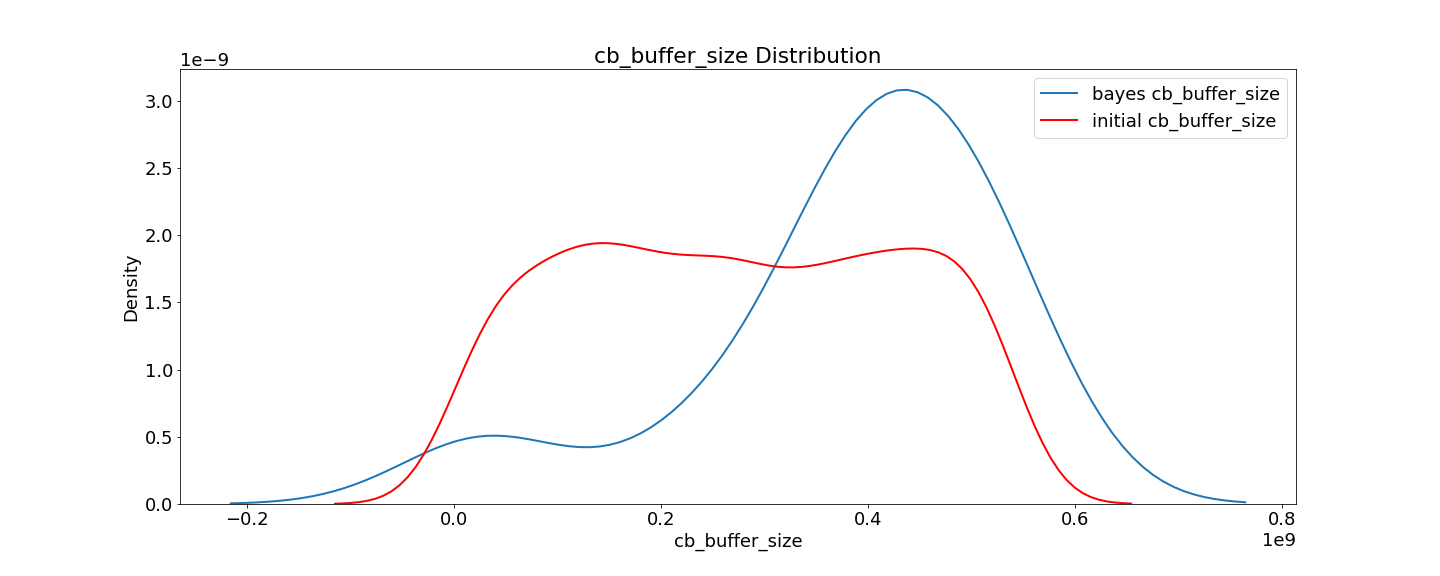 cb_buffer_size Distribution
1e−9
bayes cb_buffer_size
initial cb_buffer_size
3.0
2.5
2.0
1.5
1.0
0.5
0.0
Density
−0.2 0.0 0.2 0.4 0.6 0.8
cb_buffer_size
1e9